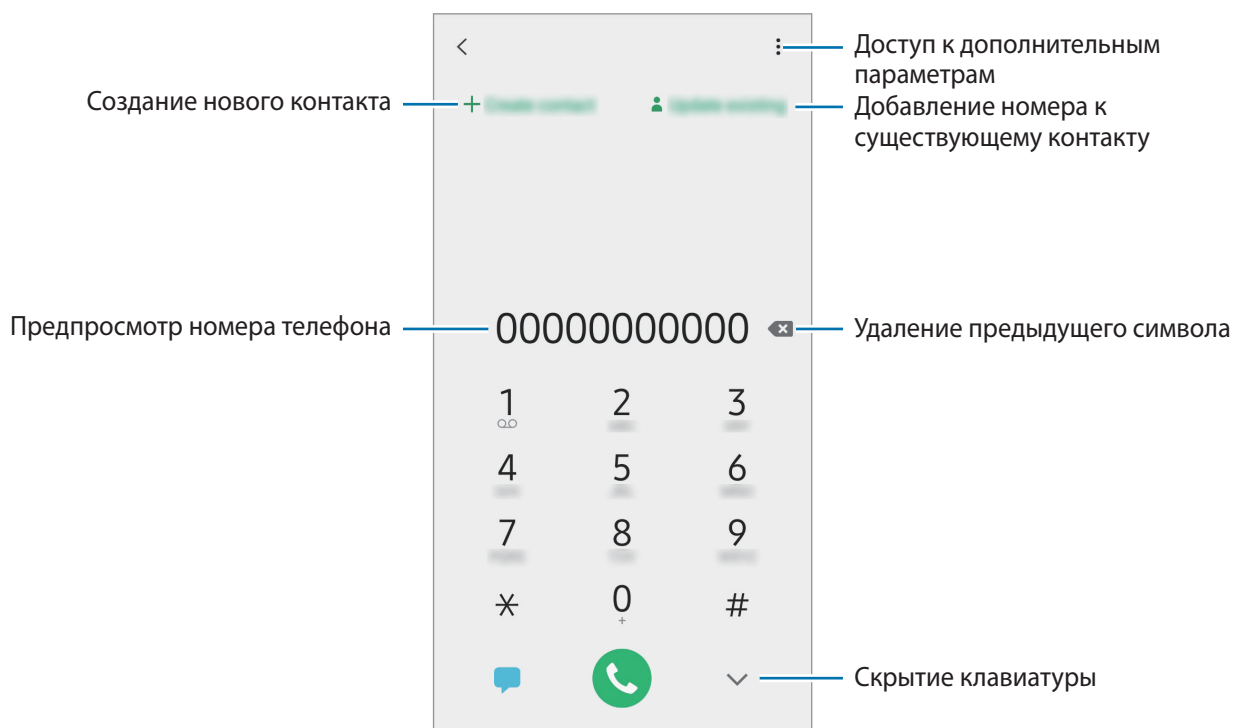 Доступ к дополнительным
параметрам
Создание нового контакта
Добавление номера к
существующему контакту
Предпросмотр номера телефона
00000000000
Удаление предыдущего символа
1 2 3
4 5 6
7 8 9
* 0 #
+
Скрытие клавиатуры